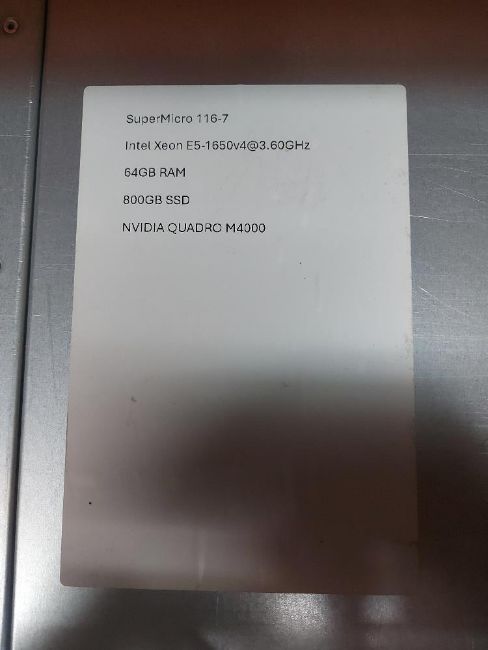 SuperMicro 116-7
Intel Xeon E5-1650v4@3.60GHz
64GB RAM
800GB SSD
NVIDIA QUADRO M4000